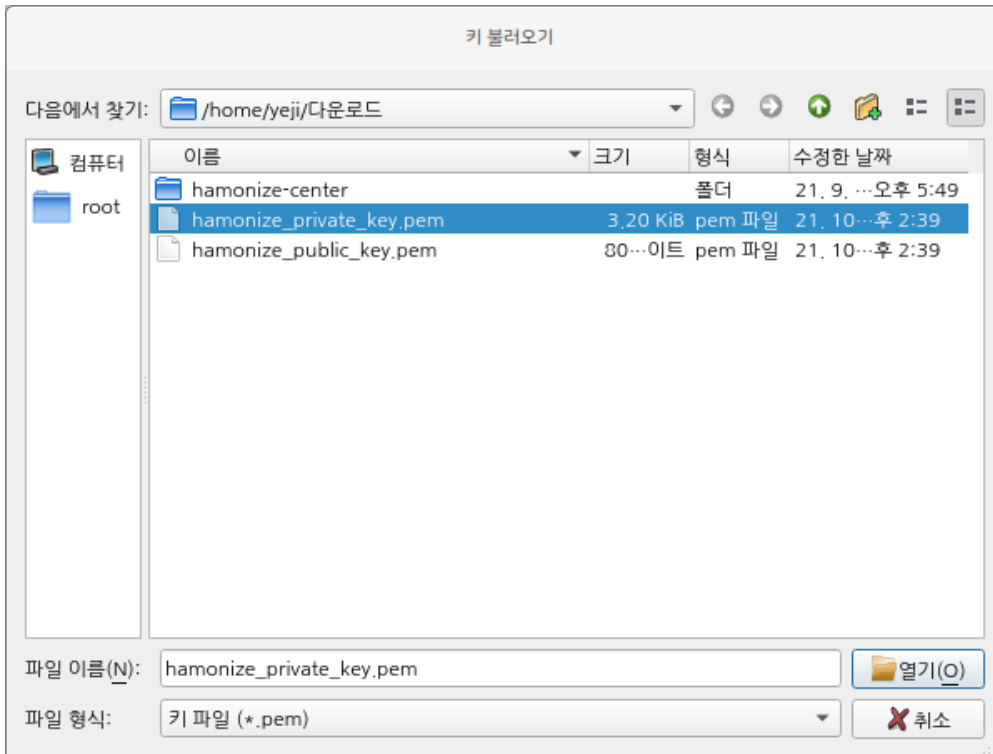 키 불러오기
다음에서 찾기: /home/yeji/다운로드
컴퓨터
root
이름 크기 형식 수정한 날짜
hamonize-center 폴더 21. 9. …오후 5:49
hamonize_private_key.pem 3.20 KiB pem 파일 21. 10…후 2:39
hamonize_public_key.pem 80…이트 pem 파일 21. 10…후 2:39
파일 이름(N): hamonize_private_key.pem 열기(O)
파일 형식: 키 파일 (*.pem) 취소